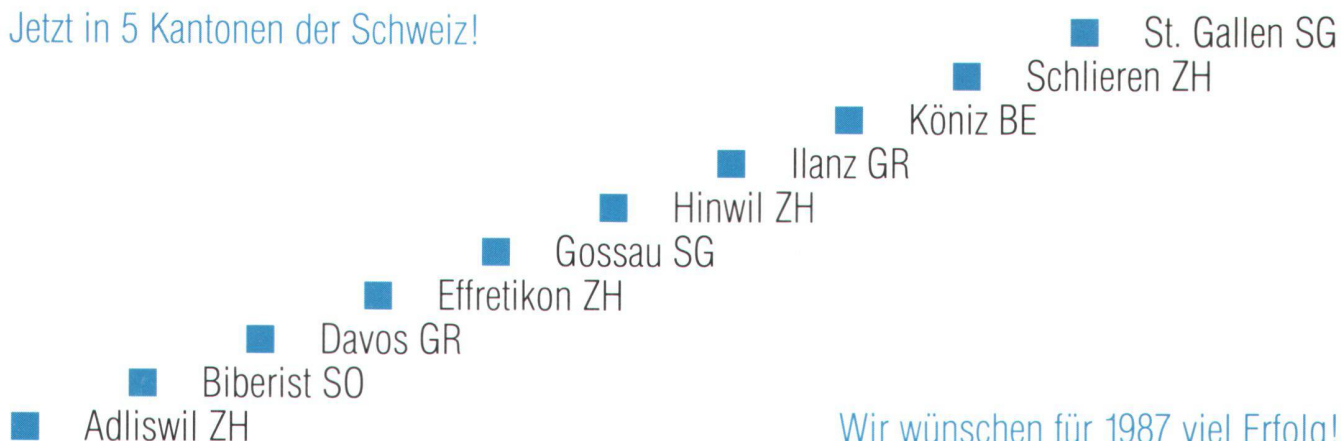 Jetzt in 5 Kantonen der Schweiz!
St. Gallen SG
Schlieren ZH
Köniz BE
Ilanz GR
Hinwil ZH
Gossau SG
Effretikon ZH
Davos GR
Biberist SO
Adliswil ZH
Wir wünschen für 1987 viel Erfolg!